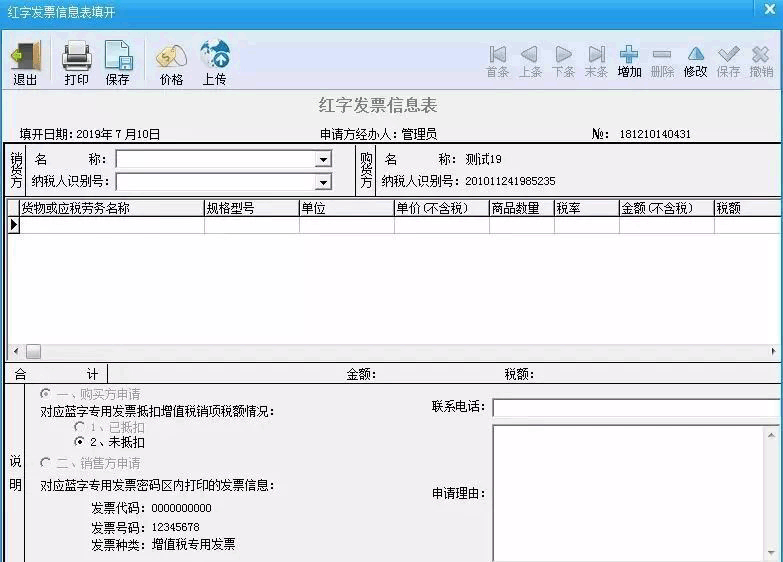 红字发票信息表填开
退出 打印 保存 价格 上传 首条 上条 下条 末条 增加 删除 修改 保存 撤销
红字发票信息表
填开日期：2019年7月10日 申请方经办人：管理员 №： 181210140431
销货方 名 称： 购货方 名 称： 测试19
纳税人识别号： 纳税人识别号：201011241985235
货物或应税劳务名称 规格型号 单位 单价(不含税) 商品数量 税率 金额(不含税) 税额
合 计 金额： 税额：
说明
一、购买方申请
对应蓝字专用发票抵扣增值税销项税额情况：
1、已抵扣
2、未抵扣
二、销售方申请
对应蓝字专用发票密码区内打印的发票信息：
发票代码：0000000000
发票号码：12345678
发票种类：增值税专用发票
联系电话：
申请理由：